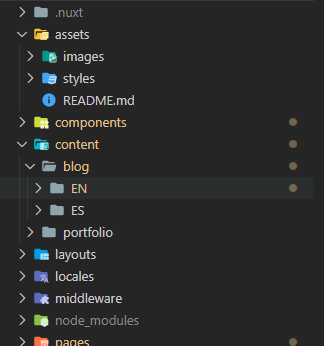 .nuxt
assets
images
styles
README.md
components
content
blog
EN
ES
portfolio
layouts
locales
middleware
node_modules
pages